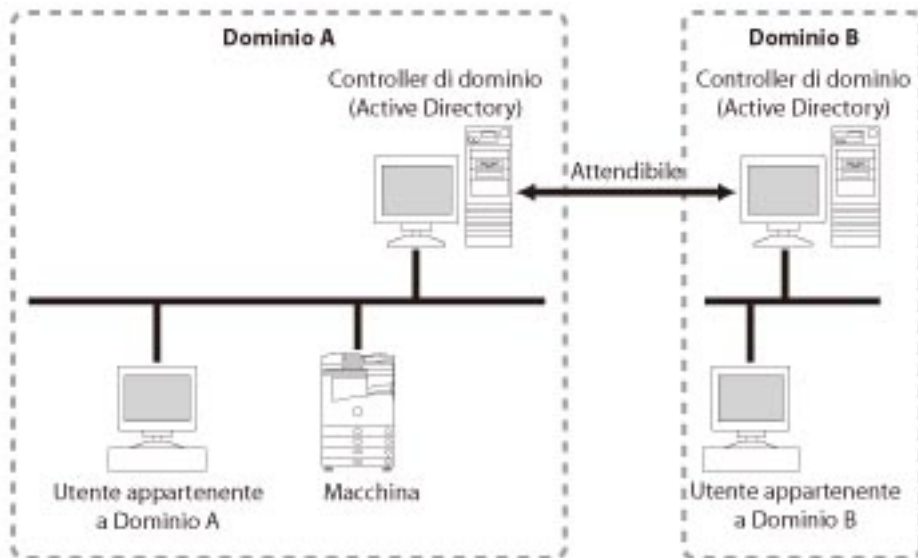 Dominio A
Controller di dominio
(Active Directory)
Utente appartenente
a Dominio A
Macchina
Attendibile
Dominio B
Controller di dominio
(Active Directory)
Utente appartenente
a Dominio B